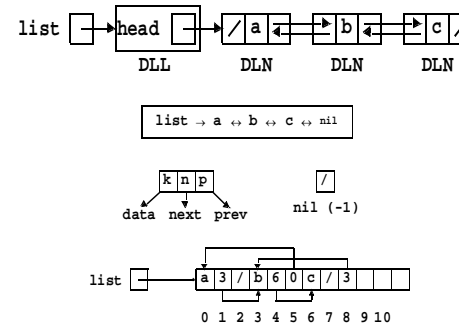 list head / a b c /
DLL DLN DLN DLN
list → a ↔ b ↔ c ↔ nil
k n p /
data next prev nil (-1)
list a 3 / b 6 0 c / 3
0 1 2 3 4 5 6 7 8 9 10